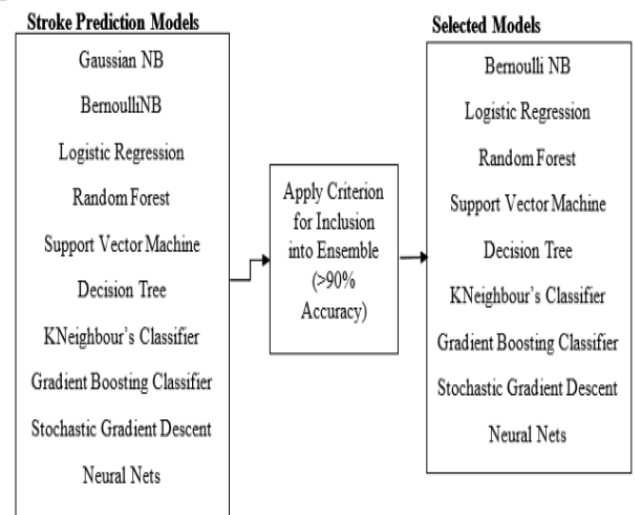 Stroke Prediction Models
Gaussian NB
BernoulliNB
Logistic Regression
Random Forest
Support Vector Machine
Decision Tree
KNeighbour's Classifier
Gradient Boosting Classifier
Stochastic Gradient Descent
Neural Nets
Apply Criterion
for Inclusion
into Ensemble
(>90%
Accuracy)
Selected Models
Bernoulli NB
Logistic Regression
Random Forest
Support Vector Machine
Decision Tree
KNeighbour's Classifier
Gradient Boosting Classifier
Stochastic Gradient Descent
Neural Nets